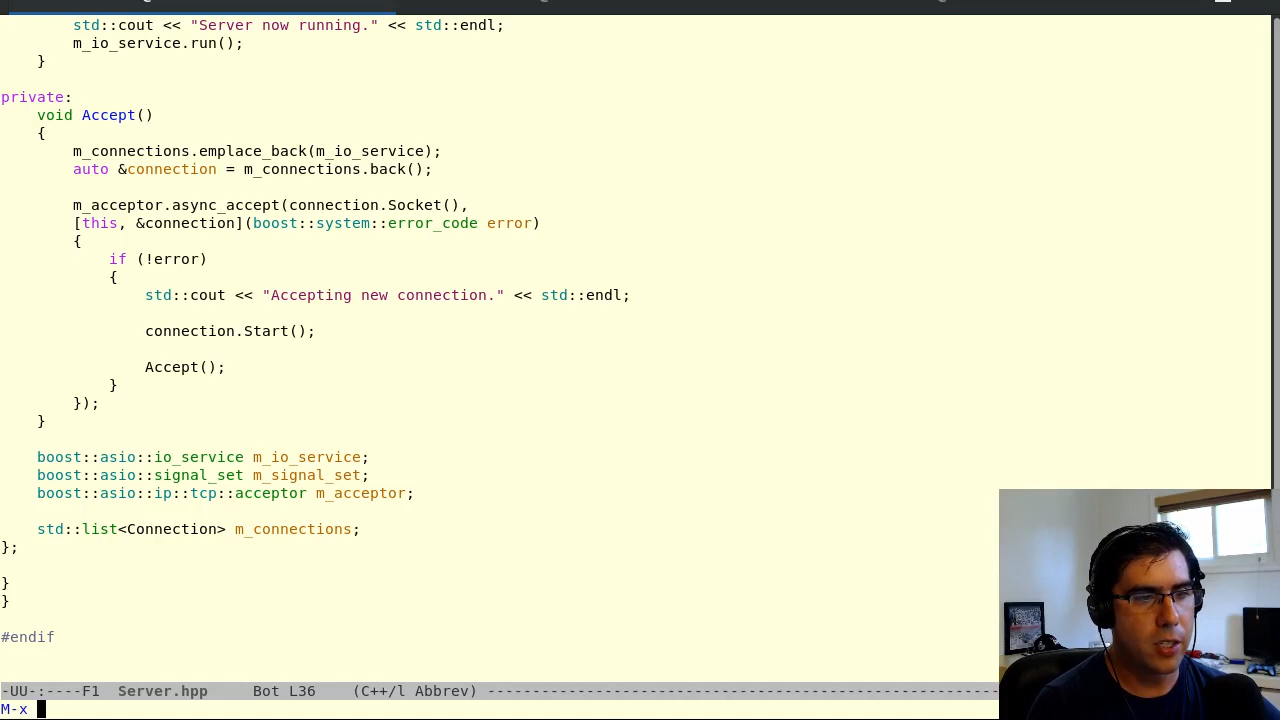 std::cout << "Server now running." << std::endl;
m_io_service.run();
}
private:
void Accept()
{
m_connections.emplace_back(m_io_service);
auto &connection = m_connections.back();
m_acceptor.async_accept(connection.Socket(),
[this, &connection](boost::system::error_code error)
{
if (!error)
{
std::cout << "Accepting new connection." << std::endl;
connection.Start();
Accept();
}
});
}
boost::asio::io_service m_io_service;
boost::asio::signal_set m_signal_set;
boost::asio::ip::tcp::acceptor m_acceptor;
std::list<Connection> m_connections;
};
}
}
#endif
-UU-:----F1  Server.hpp     Bot L36    (C++/l Abbrev) ----------------------------------------------------------
M-x